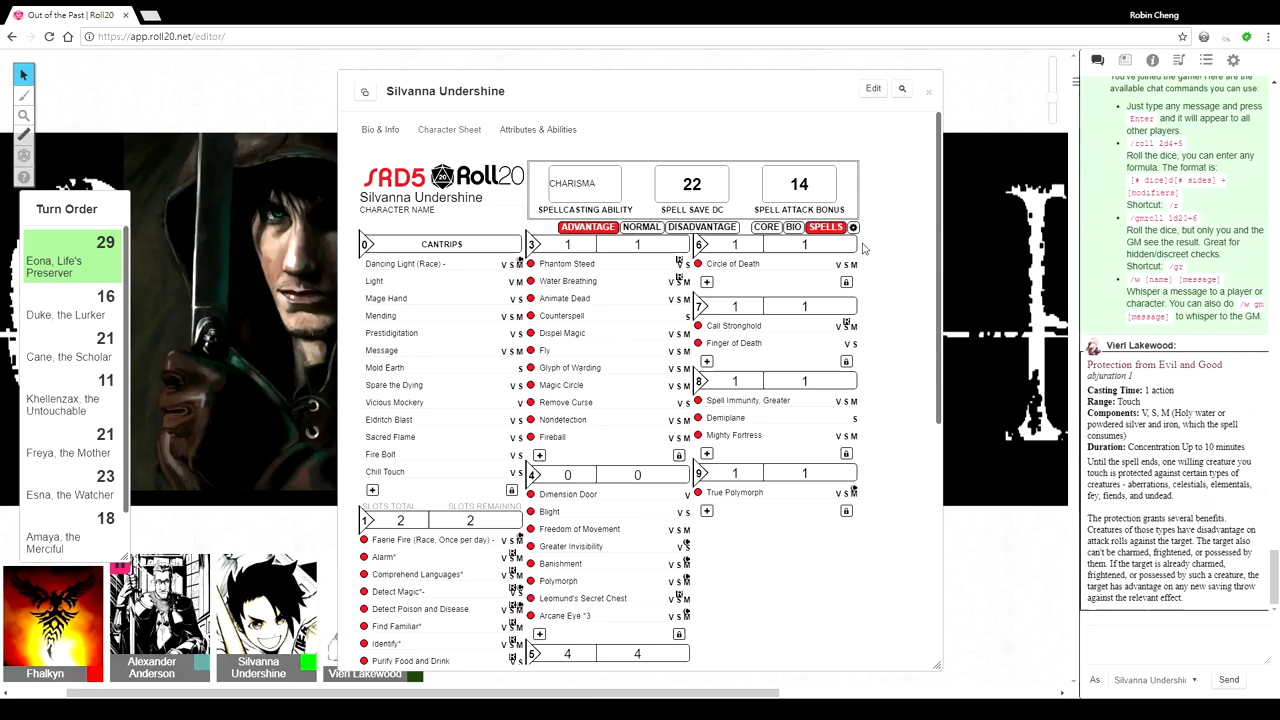 Out of the Past | Roll20
Robin Cheng
https://app.roll20.net/editor/
Turn Order
29
Eona, Life's
Preserver
16
Duke, the Lurker
21
Cane, the Scholar
11
Khellenzax, the
Untouchable
21
Freya, the Mother
23
Esna, the Watcher
18
Amaya, the
Merciful
Silvanna Undershine
Edit
Bio & Info
Character Sheet
Attributes & Abilities
SRD5 Roll20
Silvanna Undershine
CHARACTER NAME
CHARISMA
22
14
SPELLCASTING ABILITY
SPELL SAVE DC
SPELL ATTACK BONUS
ADVANTAGE NORMAL DISADVANTAGE CORE BIO SPELLS
0 CANTRIPS
Dancing Light (Race) - V S M
Light V M
Mage Hand V S
Mending V S M
Prestidigitation V S
Message V S M
Mold Earth S
Spare the Dying V S
Vicious Mockery V
Eldritch Blast V S
Sacred Flame V S
Fire Bolt V S
Chill Touch V S
+
SLOTS TOTAL SLOTS REMAINING
1 2 2
Faerie Fire (Race, Once per day) - V S M
Alarm* V S M
Comprehend Languages* V S M
Detect Magic* V S
Detect Poison and Disease V S M
Find Familiar* V S M
Identify* V S M
Purify Food and Drink V S
3 1 1
Phantom Steed V S
Water Breathing V S M
Animate Dead V S M
Counterspell S
Dispel Magic V S
Fly V S M
Glyph of Warding V S M
Magic Circle V S M
Remove Curse V S
Nondetection V S M
Fireball V S M
+
4 0 0
Dimension Door V
Blight V S
Freedom of Movement V S M
Greater Invisibility V S
Banishment V S M
Polymorph V S M
Leomund's Secret Chest V S M
Arcane Eye *3 V S M
+
5 4 4
6 1 1
Circle of Death V S M
+
7 1 1
Call Stronghold V S M
Finger of Death V S
+
8 1 1
Spell Immunity, Greater V S M
Demiplane S
Mighty Fortress V S M
+
9 1 1
True Polymorph V S M
+
Fhalkyn
Alexander
Anderson
Silvanna
Undershine
Vieri Lakewood
You've joined the game! Here are the
available chat commands you can
use:
Just type any message and press
Enter and it will appear to all
other players.
/roll 2d4+5
Roll the dice, you can enter any
formula. The format is:
[# dice]d[# sides] +
[modifiers]
Shortcut: /r
/gmroll 1d20+6
Roll dice, but only you and the
GM see the result. Great for
hidden/discreet checks.
Shortcut: /gr
/w [name] [message]
Whisper a message to a player or
character. You can also do /w gm
[message] to whisper to the GM.
Vieri Lakewood:
Protection from Evil and Good
abjuration 1
Casting Time: 1 action
Range: Touch
Components: V, S, M (Holy water or
powdered silver and iron, which the spell
consumes)
Duration: Concentration Up to 10 minutes
Until the spell ends, one willing creature you
touch is protected against certain types of
creatures - aberrations, celestials, elementals,
fey, fiends, and undead.
The protection grants several benefits.
Creatures of those types have disadvantage on
attack rolls against the target. The target also
can't be charmed, frightened, or possessed by
them. If the target is already charmed,
frightened, or possessed by such a creature, the
target has advantage on any new saving throw
against the relevant effect.
As: Silvanna Undershi
Send